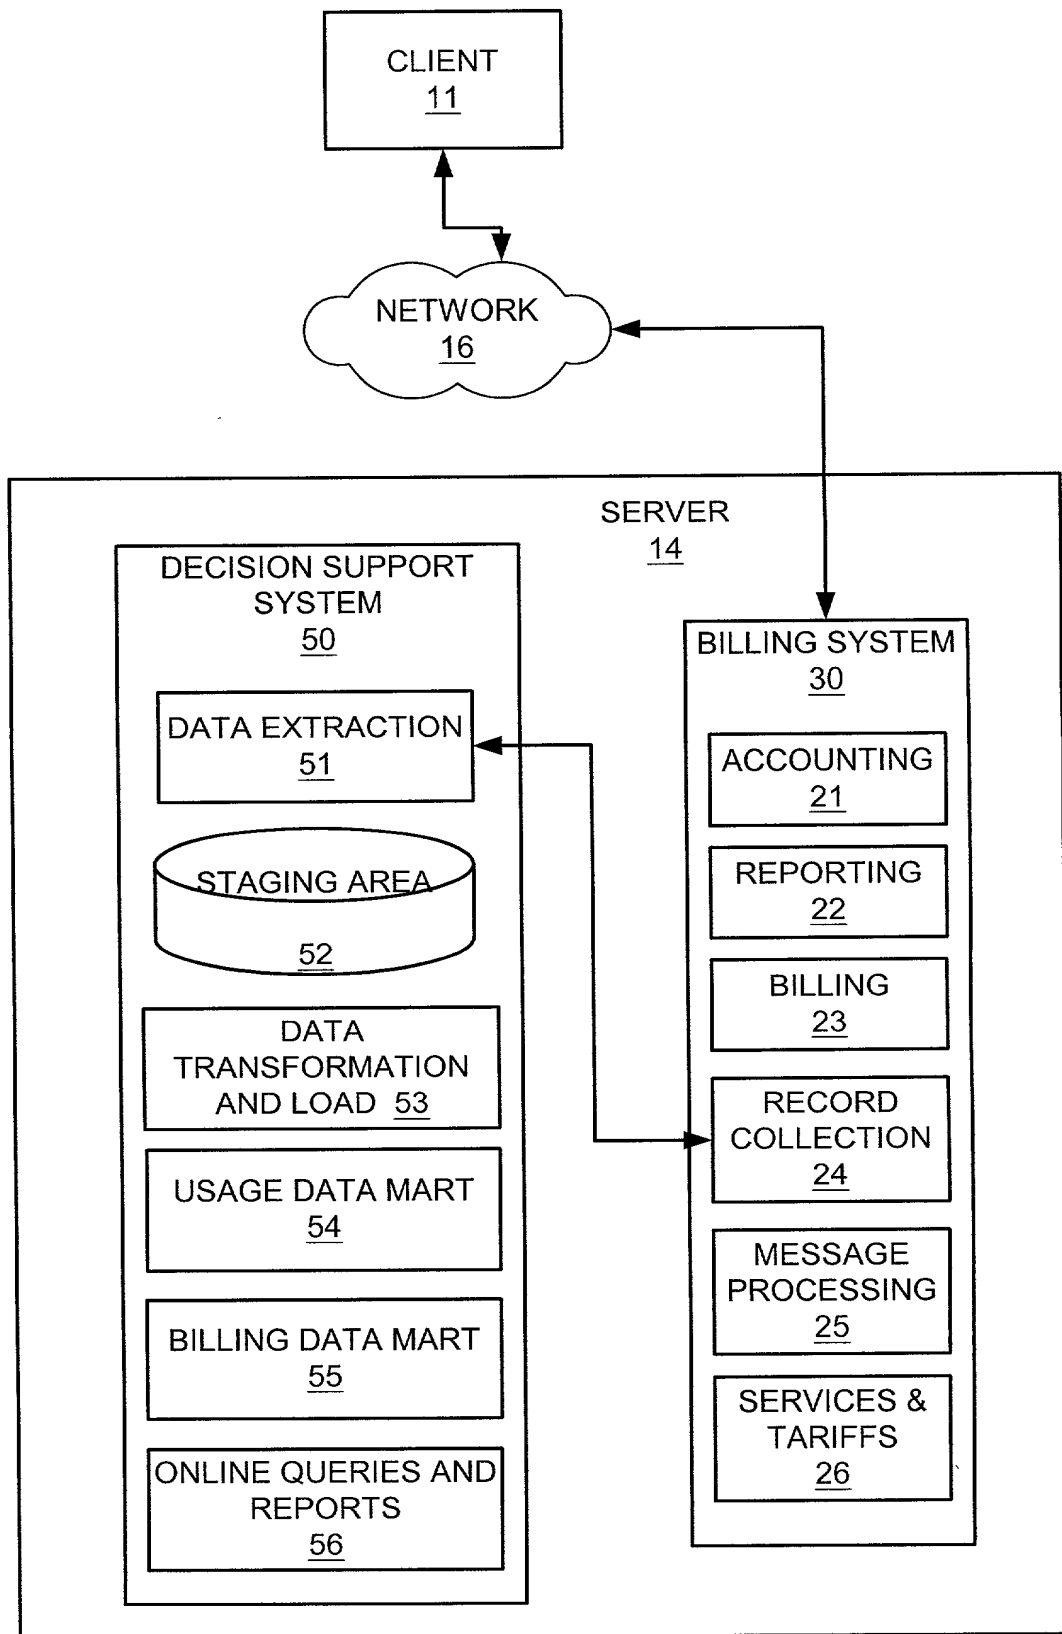 CLIENT
11
NETWORK
16
SERVER
14
DECISION SUPPORT
SYSTEM
50
DATA EXTRACTION
51
STAGING AREA
52
DATA
TRANSFORMATION
AND LOAD 53
USAGE DATA MART
54
BILLING DATA MART
55
ONLINE QUERIES AND
REPORTS
56
BILLING SYSTEM
30
ACCOUNTING
21
REPORTING
22
BILLING
23
RECORD
COLLECTION
24
MESSAGE
PROCESSING
25
SERVICES &
TARIFFS
26